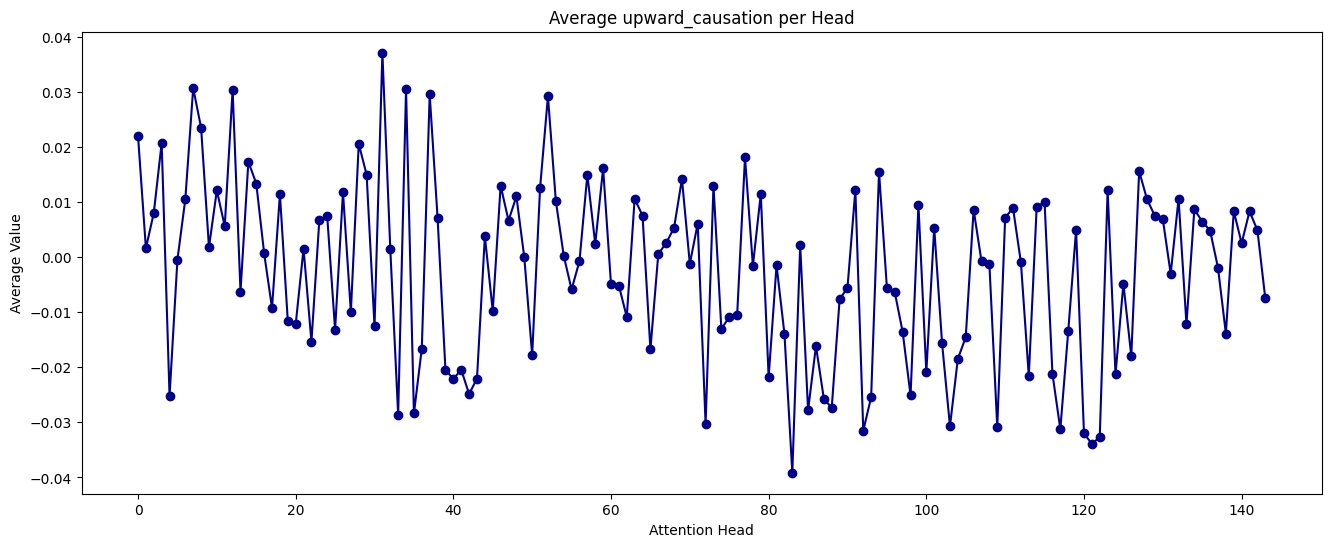 Average upward_causation per Head
Average Value
0.04
0.03
0.02
0.01
0.00
−0.01
−0.02
−0.03
−0.04
0 20 40 60 80 100 120 140
Attention Head